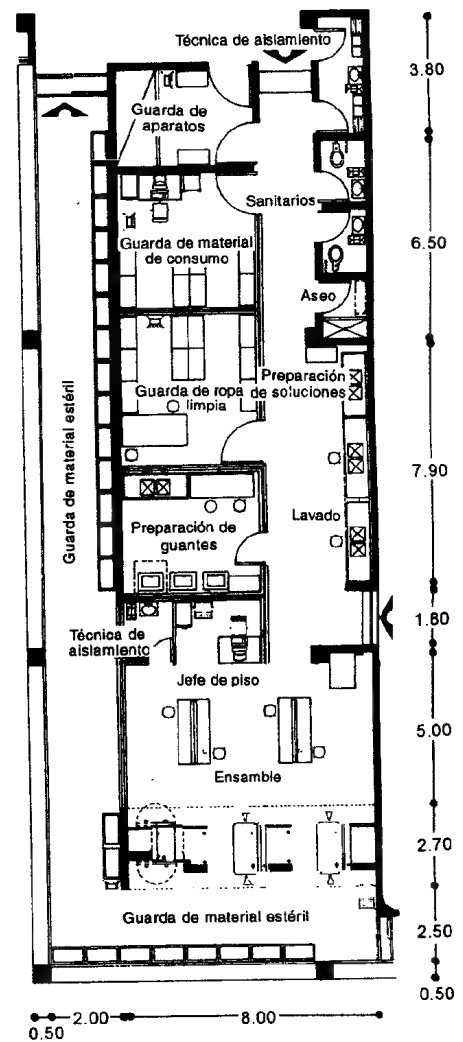 Técnica de aislamiento
3.80
Guarda de
aparatos
Sanitarios
Guarda de material
de consumo
6.50
Aseo
Preparación
Guarda de ropa de soluciones
limpia
Guarda de material estéril
7.90
Lavado
Preparación de
guantes
1.80
Técnica de
aislamiento
Jefe de piso
5.00
Ensamble
2.70
Guarda de material estéril
2.50
0.50
2.00
8.00
0.50